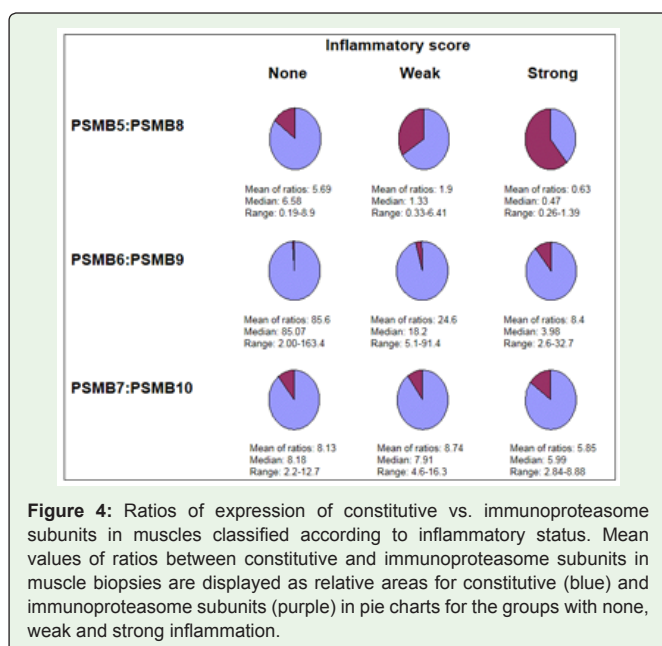 Inflammatory score
None Weak Strong
PSMB5:PSMB8
Mean of ratios: 5.69 Mean of ratios: 1.9 Mean of ratios: 0.63
Median: 6.58 Median: 1.33 Median: 0.47
Range: 0.19-8.9 Range: 0.33-6.41 Range: 0.26-1.39
PSMB6:PSMB9
Mean of ratios: 85.6 Mean of ratios: 24.6 Mean of ratios: 8.4
Median: 85.07 Median: 18.2 Median: 3.98
Range: 2.00-163.4 Range: 5.1-91.4 Range: 2.6-32.7
PSMB7:PSMB10
Mean of ratios: 8.13 Mean of ratios: 8.74 Mean of ratios: 5.85
Median: 8.18 Median: 7.91 Median: 5.99
Range: 2.2-12.7 Range: 4.6-16.3 Range: 2.84-8.88
Figure 4: Ratios of expression of constitutive vs. immunoproteasome
subunits in muscles classified according to inflammatory status. Mean
values of ratios between constitutive and immunoproteasome subunits in
muscle biopsies are displayed as relative areas for constitutive (blue) and
immunoproteasome subunits (purple) in pie charts for the groups with none,
weak and strong inflammation.